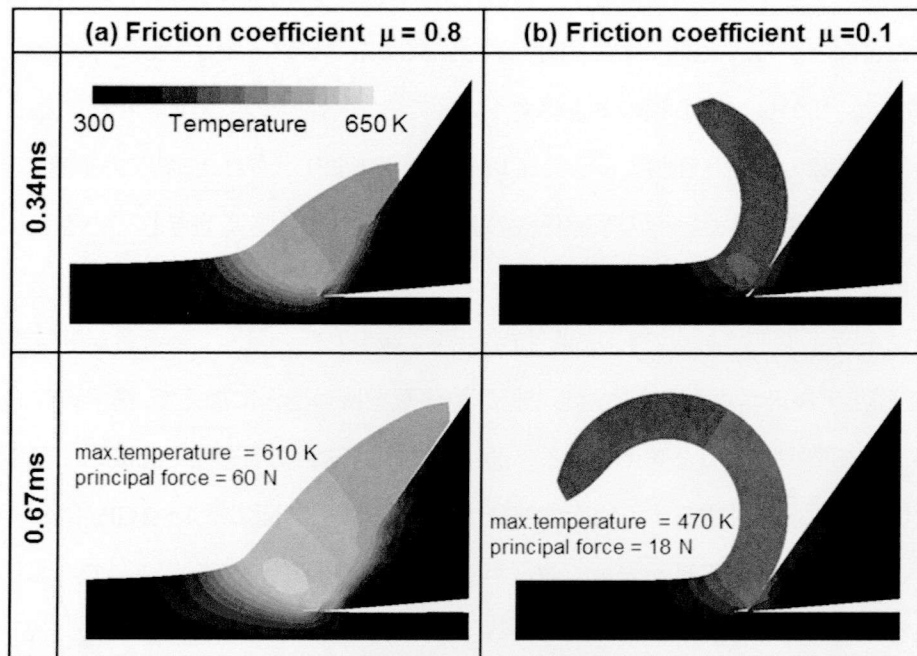 (a) Friction coefficient μ = 0.8
(b) Friction coefficient μ =0.1
0.34ms
300 Temperature 650 K
0.67ms
max.temperature = 610 K
principal force = 60 N
max.temperature = 470 K
principal force = 18 N